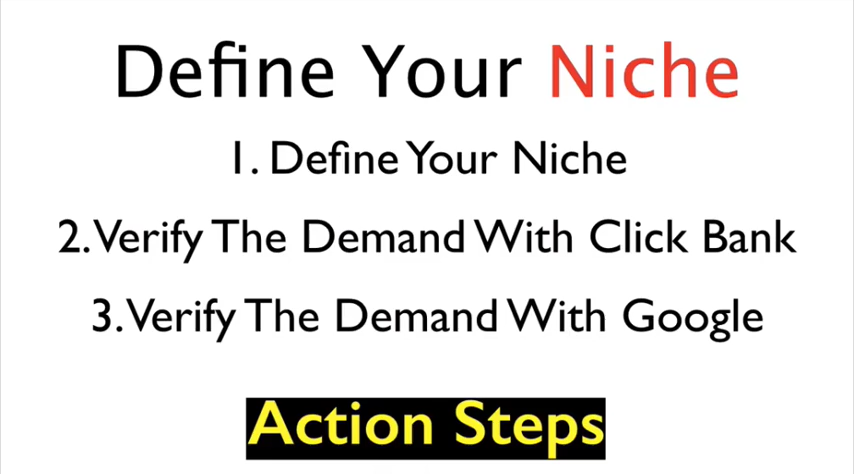 Define Your Niche
1. Define Your Niche
2. Verify The Demand With Click Bank
3. Verify The Demand With Google
Action Steps